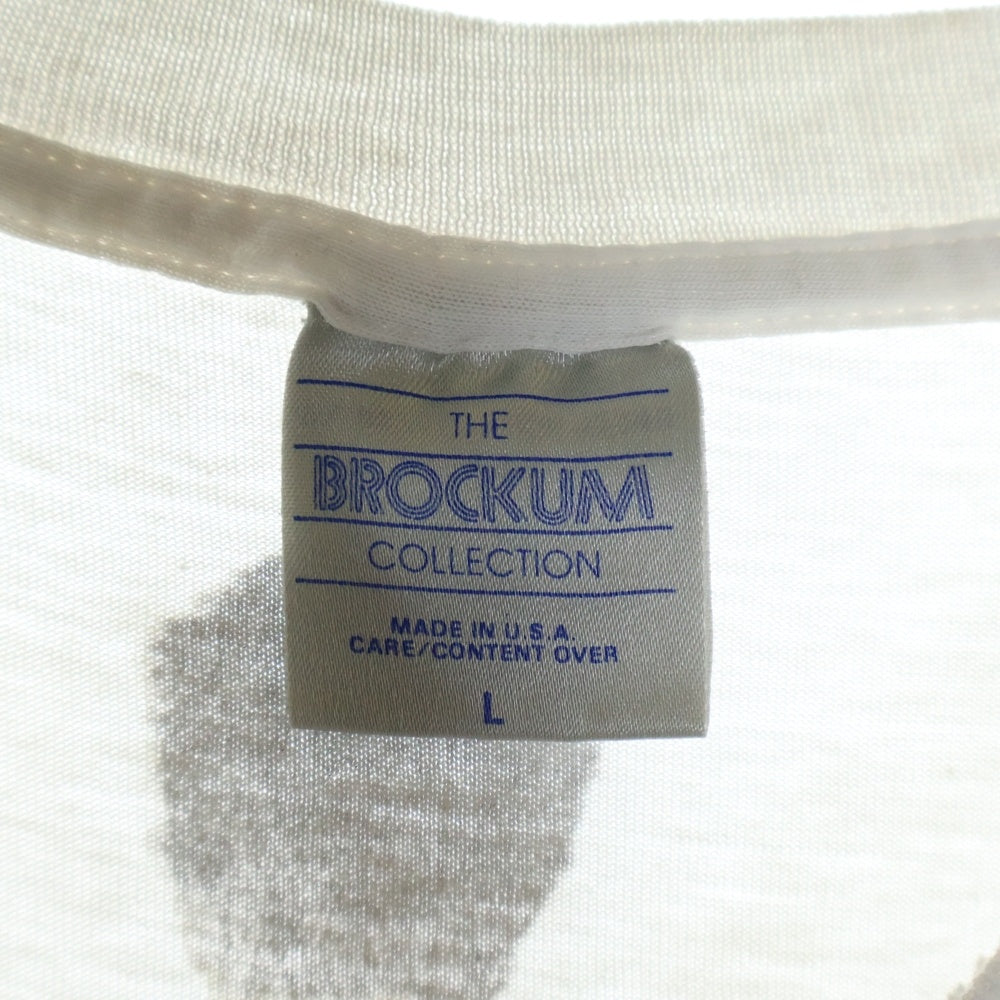 THE
BROCKUM
COLLECTION
MADE IN U.S.A.
CARE/CONTENT OVER
L